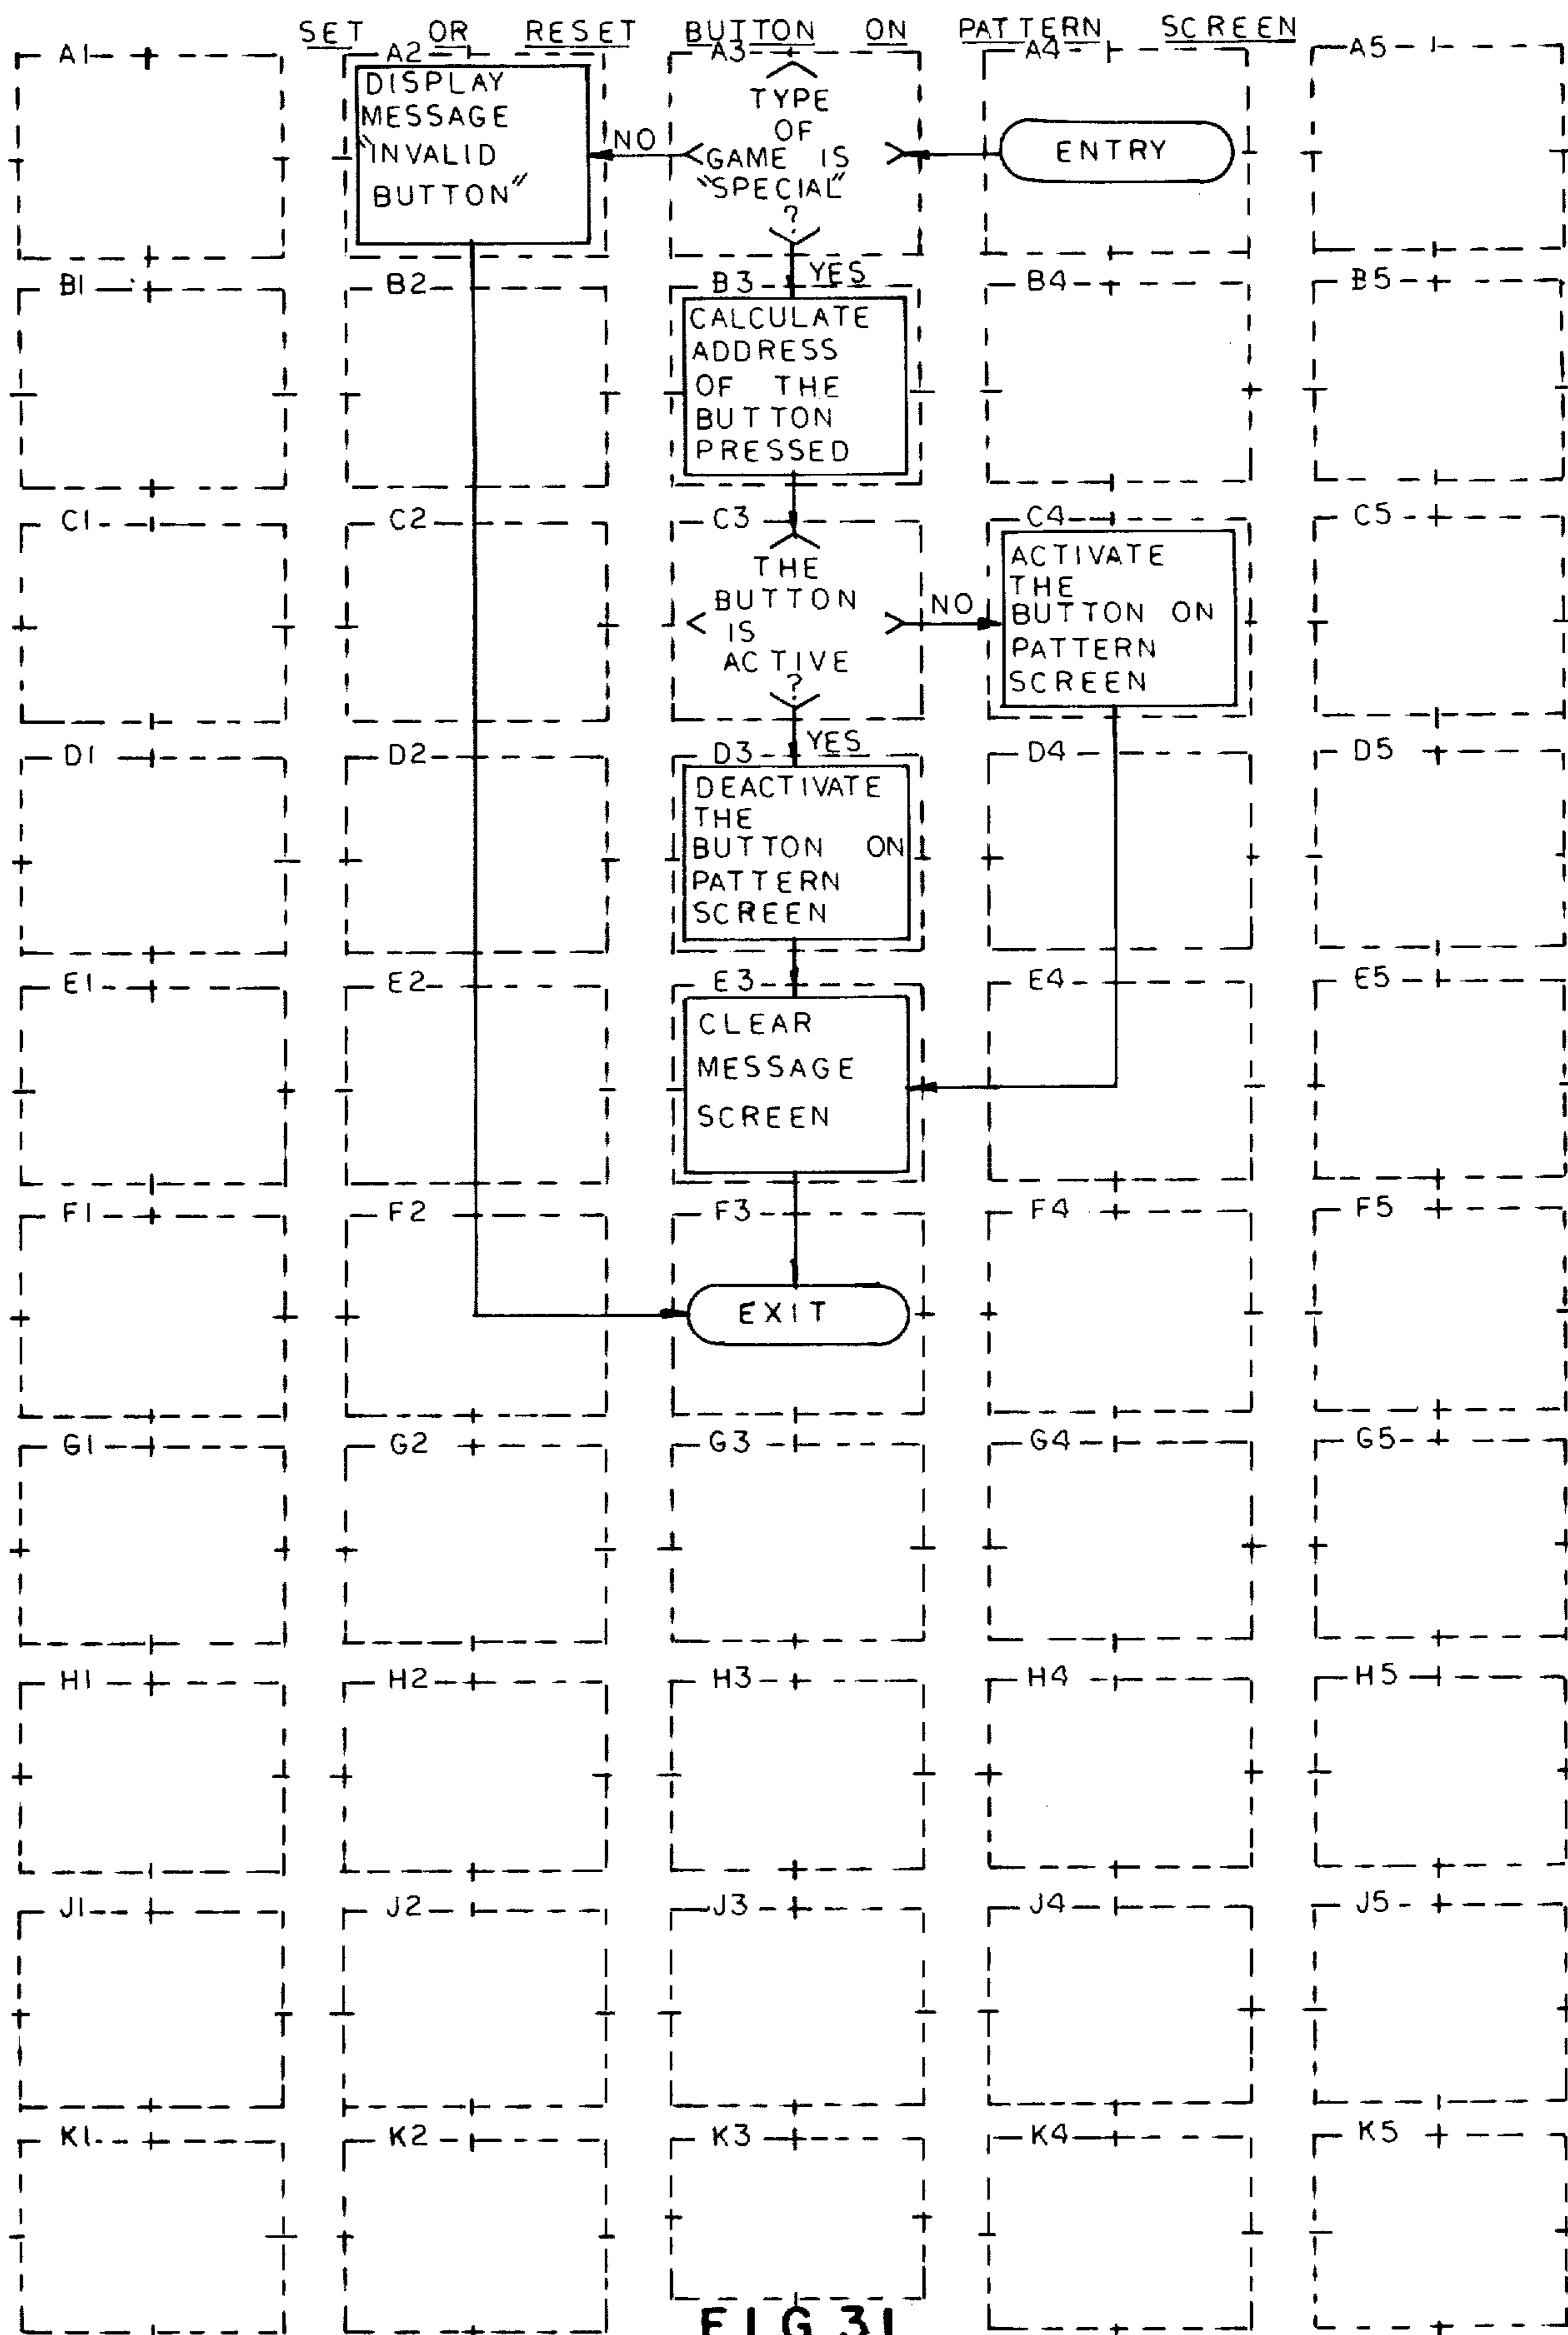 SET OR RESET BUTTON ON PATTERN SCREEN
A1 A2 A3 A4 A5
DISPLAY
MESSAGE
"INVALID
BUTTON"
NO
TYPE
OF
GAME IS
"SPECIAL"
?
ENTRY
YES
B1 B2 B3 B4 B5
CALCULATE
ADDRESS
OF THE
BUTTON
PRESSED
C1 C2 C3 C4 C5
THE
BUTTON
IS
ACTIVE
?
NO
ACTIVATE
THE
BUTTON ON
PATTERN
SCREEN
YES
D1 D2 D3 D4 D5
DEACTIVATE
THE
BUTTON ON
PATTERN
SCREEN
E1 E2 E3 E4 E5
CLEAR
MESSAGE
SCREEN
F1 F2 F3 F4 F5
EXIT
G1 G2 G3 G4 G5
H1 H2 H3 H4 H5
J1 J2 J3 J4 J5
K1 K2 K3 K4 K5
FIG 31